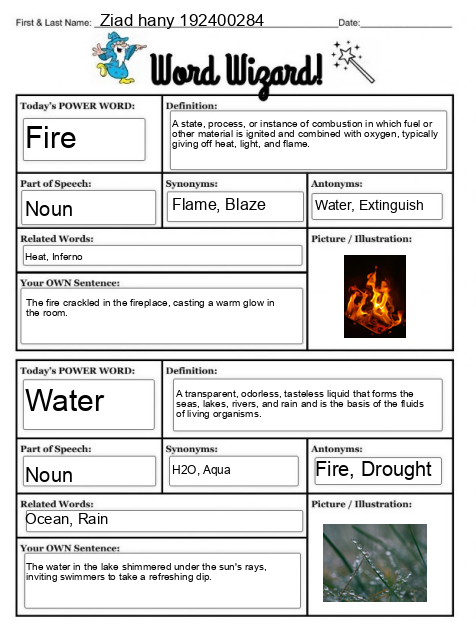 First & Last Name: Ziad hany 192400284 Date:
Word Wizard!
Today's POWER WORD: Definition:
Fire
A state, process, or instance of combustion in which fuel or
other material is ignited and combined with oxygen, typically
giving off heat, light, and flame.
Part of Speech: Synonyms: Antonyms:
Noun Flame, Blaze Water, Extinguish
Related Words: Picture / Illustration:
Heat, Inferno
Your OWN Sentence:
The fire crackled in the fireplace, casting a warm glow in
the room.
Today's POWER WORD: Definition:
Water
A transparent, odorless, tasteless liquid that forms the
seas, lakes, rivers, and rain and is the basis of the fluids
of living organisms.
Part of Speech: Synonyms: Antonyms:
Noun H2O, Aqua Fire, Drought
Related Words: Picture / Illustration:
Ocean, Rain
Your OWN Sentence:
The water in the lake shimmered under the sun's rays,
inviting swimmers to take a refreshing dip.